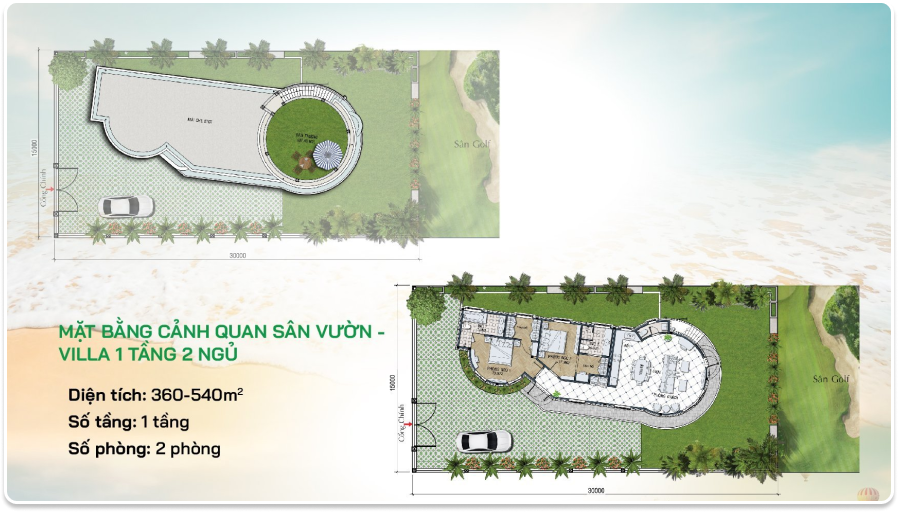 Sân Golf
15000
Cổng Chính
30000
MẶT BẰNG CẢNH QUAN SÂN VƯỜN -
VILLA 1 TẦNG 2 NGỦ
Diện tích: 360-540m²
Số tầng: 1 tầng
Số phòng: 2 phòng
Sân Golf
15000
Cổng Chính
30000